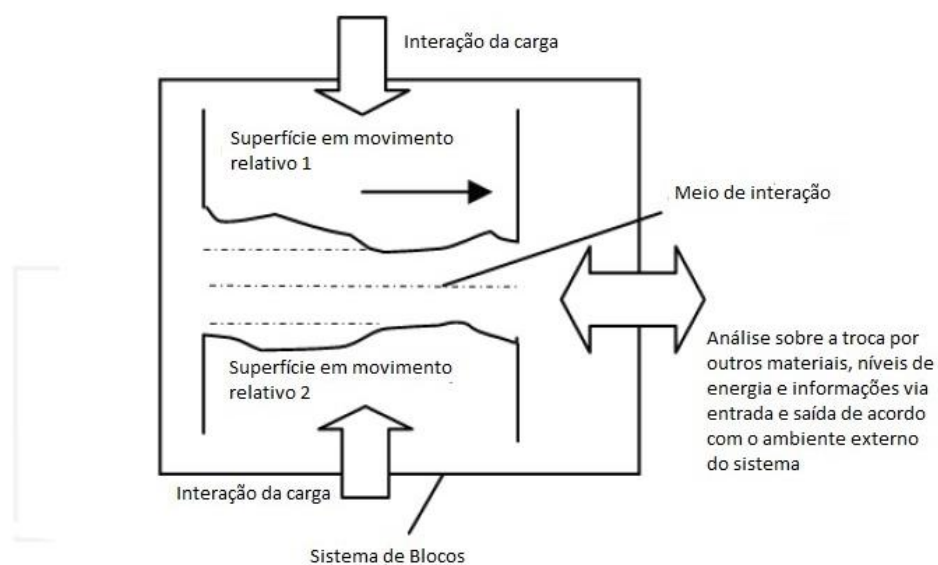 Interação da carga
Superfície em movimento
relativo 1
Meio de interação
Análise sobre a troca por
outros materiais, níveis de
energia e informações via
entrada e saída de acordo
com o ambiente externo
do sistema
Superfície em movimento
relativo 2
Interação da carga
Sistema de Blocos